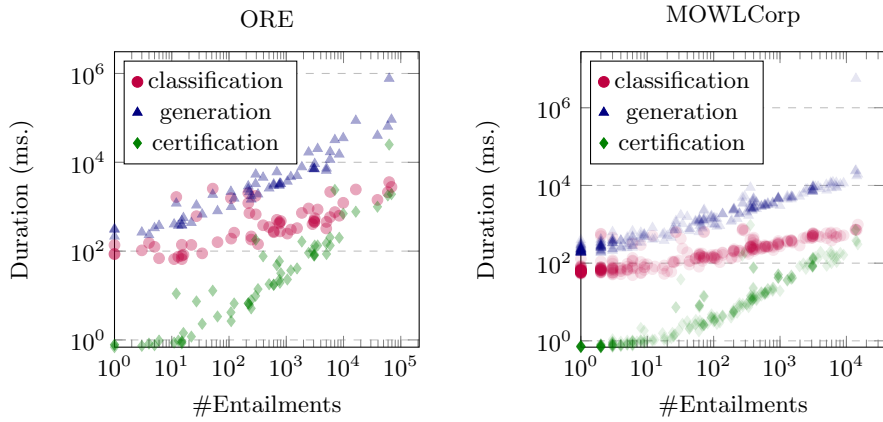 ORE
10^6
10^4
10^2
10^0
Duration (ms.)
classification
generation
certification
10^0 10^1 10^2 10^3 10^4 10^5
#Entailments
MOWLCorp
10^6
10^4
10^2
10^0
Duration (ms.)
classification
generation
certification
10^0 10^1 10^2 10^3 10^4
#Entailments